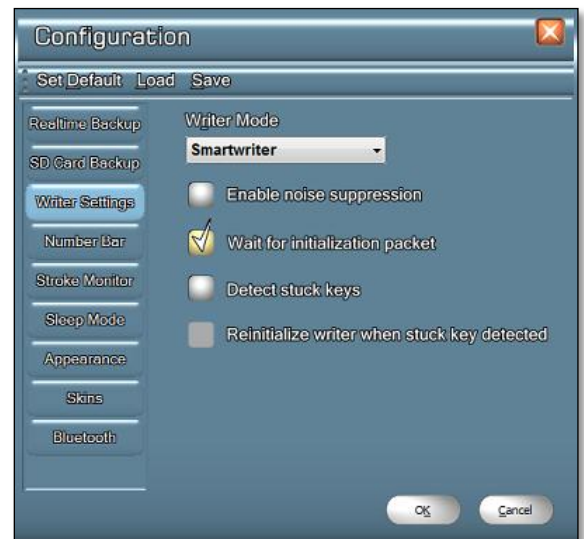 Configuration
Set Default Load Save
Realtime Backup
SD Card Backup
Writer Settings
Number Bar
Stroke Monitor
Sleep Mode
Appearance
Skins
Bluetooth
Writer Mode
Smartwriter
Enable noise suppression
Wait for initialization packet
Detect stuck keys
Reinitialize writer when stuck key detected
OK Cancel